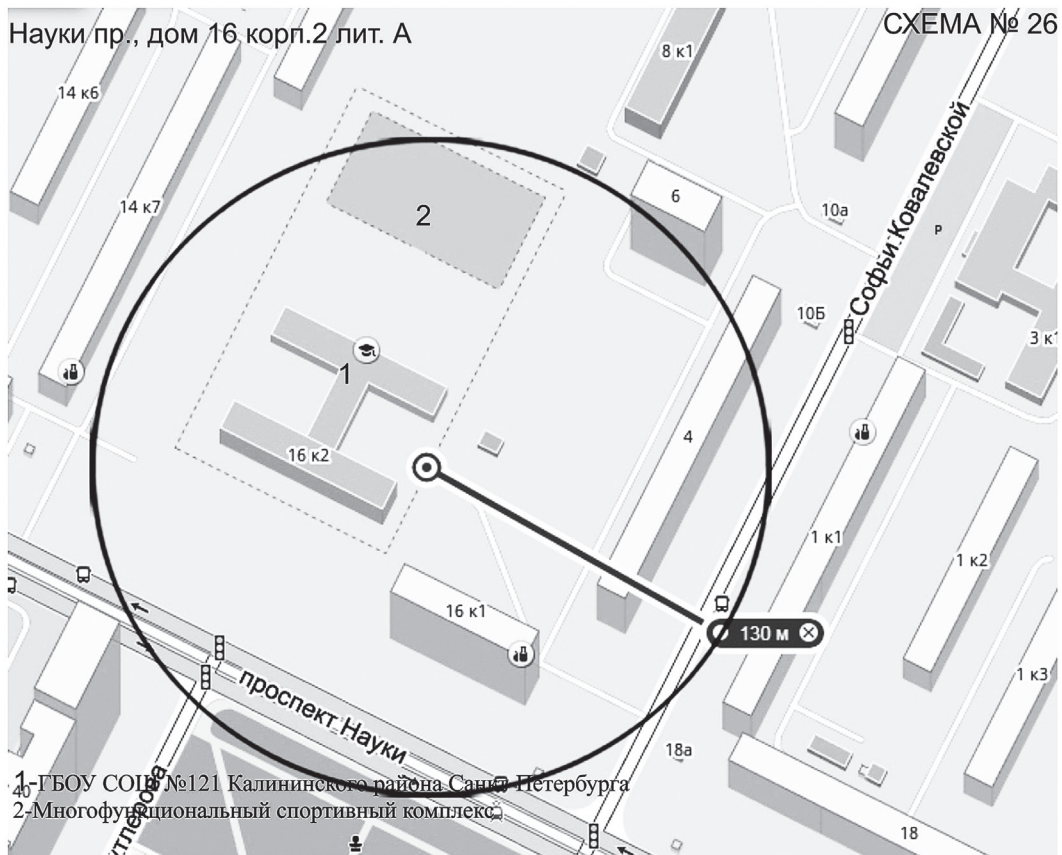 Науки пр., дом 16 корп.2 лит. А
СХЕМА № 26
14 к6
8 к1
14 к7
2
6
10а
Софьи Ковалевской
P
10Б
3 к1
1
4
16 к2
1 к1
1 к2
16 к1
130 м
1 к3
проспект Науки
18а
1-ГБОУ СОШ №121 Калининского района Санкт-Петербурга
40
2-Многофункциональный спортивный комплекс
тлерова
18